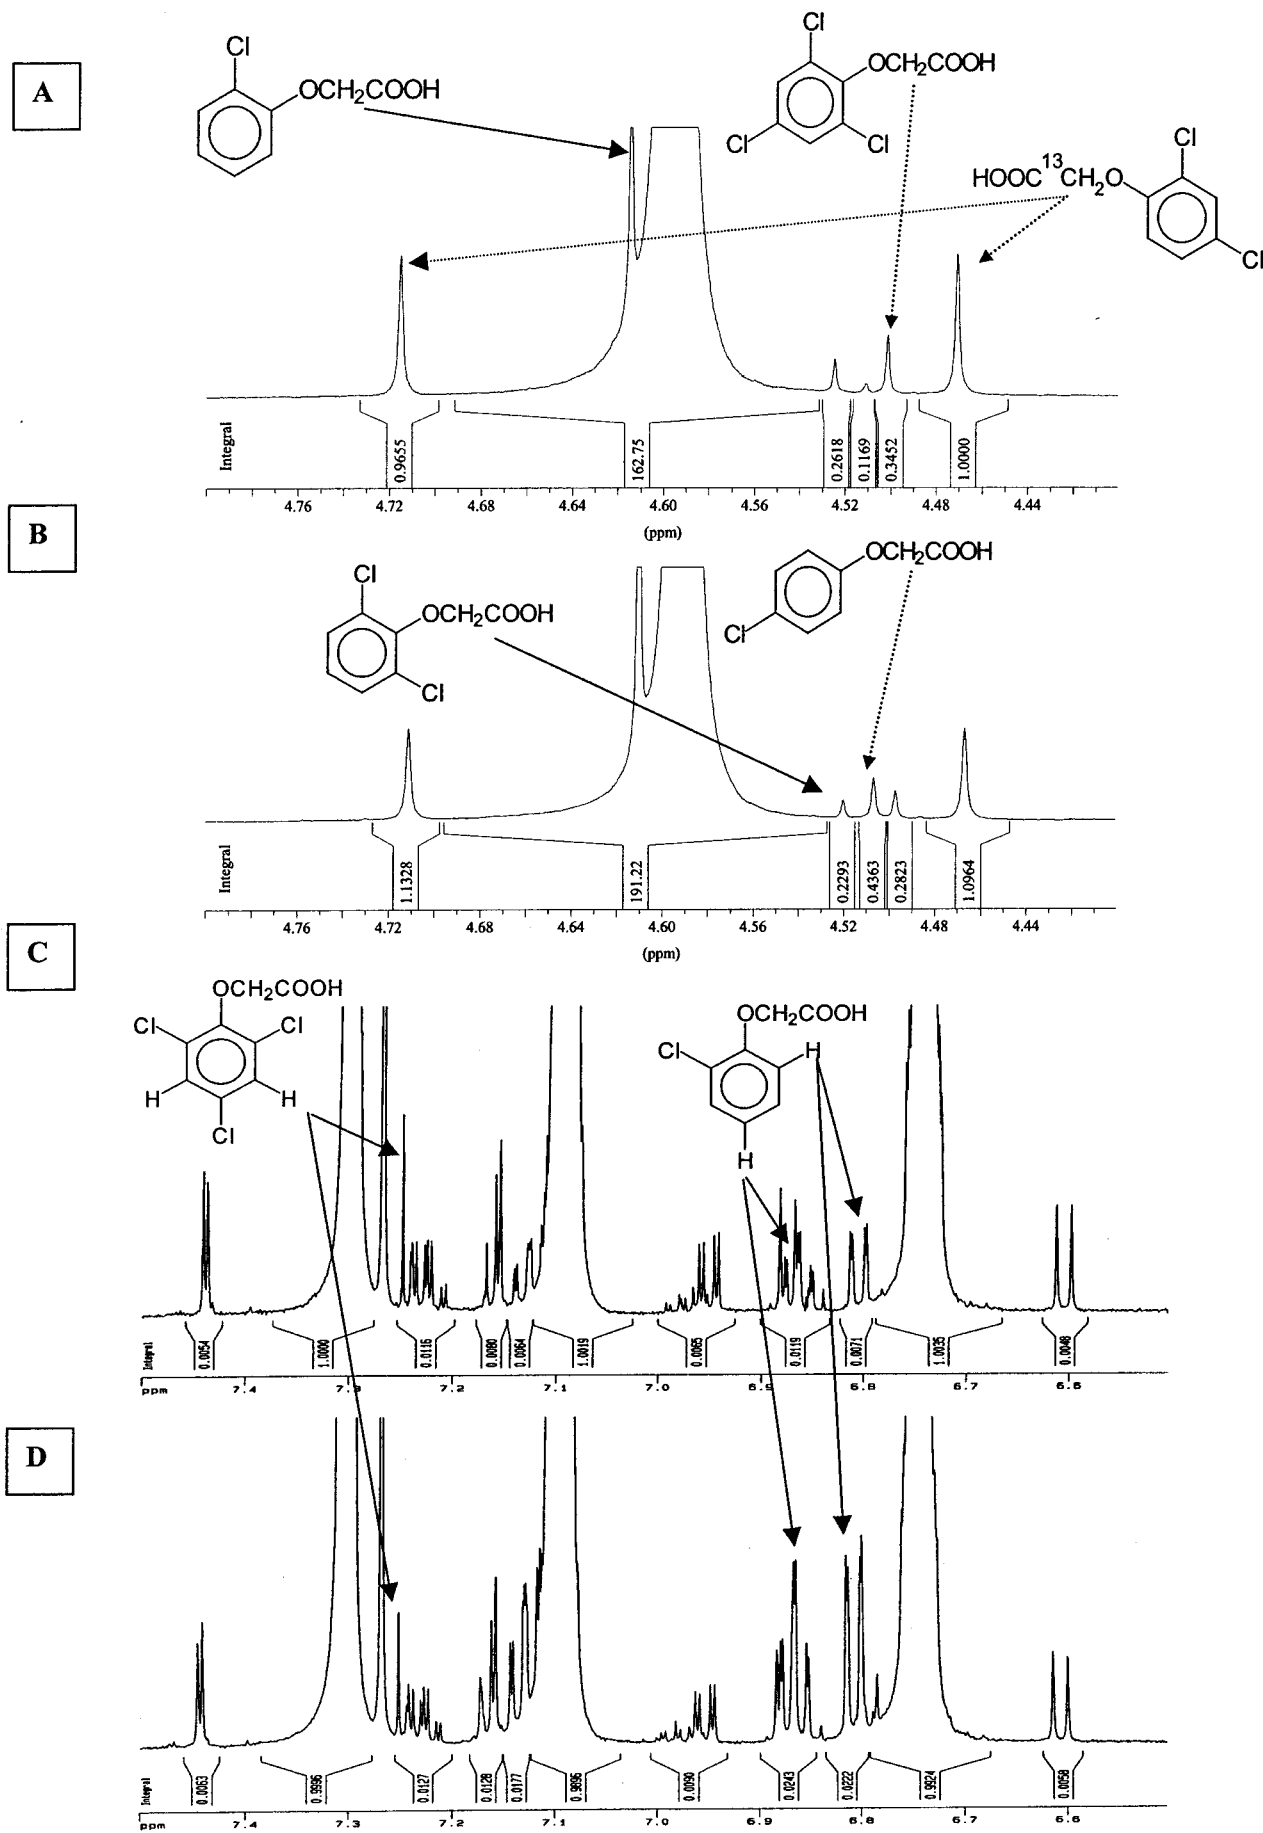 A
Cl
OCH2COOH
Cl
OCH2COOH
Cl
Cl
HOOC13CH2O
Cl
Cl
Integral
0.9655
162.75
0.2618
0.1169
0.3452
1.0000
4.76 4.72 4.68 4.64 4.60 4.56 4.52 4.48 4.44
(ppm)
B
Cl
OCH2COOH
Cl
OCH2COOH
Cl
Integral
1.1328
191.22
0.2293
0.4363
0.2823
1.0964
4.76 4.72 4.68 4.64 4.60 4.56 4.52 4.48 4.44
(ppm)
C
OCH2COOH
Cl Cl
H H
Cl
OCH2COOH
Cl H
H
Integral
0.0054
1.0000
0.0116
0.0080
0.0064
1.0019
0.0065
0.0119
0.0071
1.0035
0.0048
ppm 7.4 7.3 7.2 7.1 7.0 6.9 6.8 6.7 6.6
D
Integral
0.0063
0.9996
0.0127
0.0128
0.0177
0.9896
0.0090
0.0243
0.0222
0.9924
0.0058
ppm 7.4 7.3 7.2 7.1 7.0 6.9 6.8 6.7 6.6